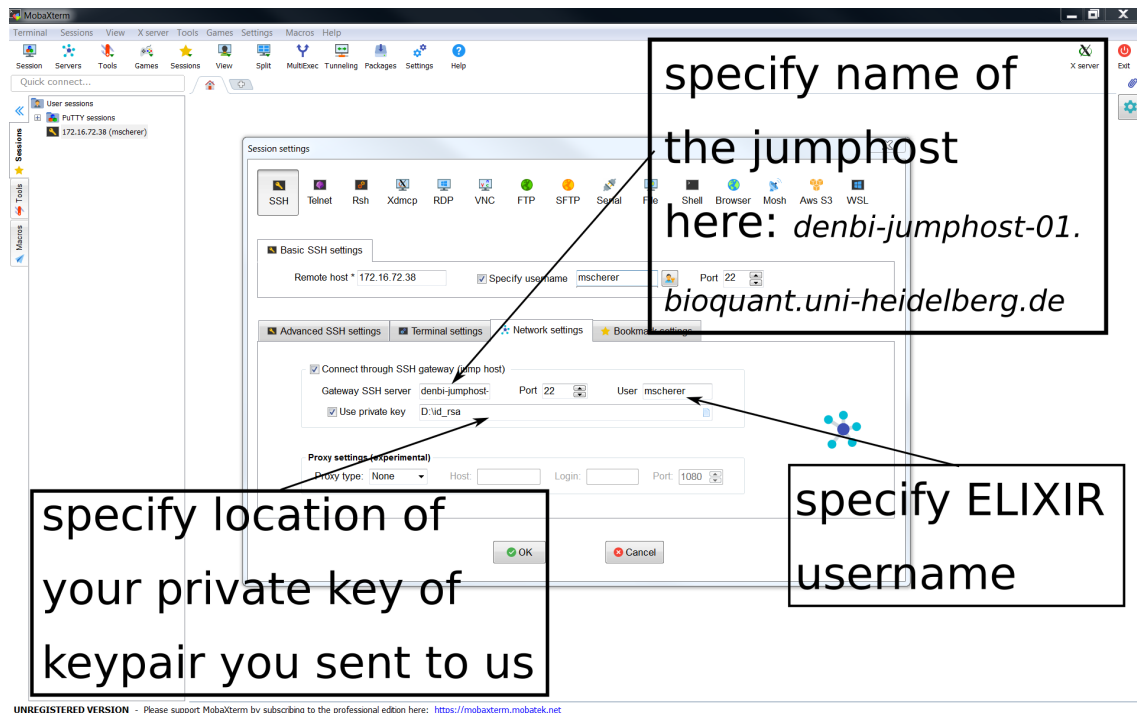 MobaXterm
Terminal Sessions View X server Tools Games Settings Macros Help
Session Servers Tools Games Sessions View Split MultiExec Tunneling Packages Settings Help X server Exit
Quick connect...
User sessions
PuTTY sessions
172.16.72.38 (mscherer)
Sessions
Tools
Macros
specify name of
the jumphost
here: denbi-jumphost-01.
bioquant.uni-heidelberg.de
Session settings
SSH Telnet Rsh Xdmcp RDP VNC FTP SFTP Serial File Shell Browser Mosh Aws S3 WSL
Basic SSH settings
Remote host * 172.16.72.38 Specify username mscherer Port 22
Advanced SSH settings Terminal settings Network settings Bookmark settings
Connect through SSH gateway (jump host)
Gateway SSH server denbi-jumphost- Port 22 User mscherer
Use private key D:\id_rsa
Proxy settings (experimental)
Proxy type: None Host: Login: Port: 1080
OK Cancel
specify location of
your private key of
keypair you sent to us
specify ELIXIR
username
UNREGISTERED VERSION - Please support MobaXterm by subscribing to the professional edition here: https://mobaxterm.mobatek.net